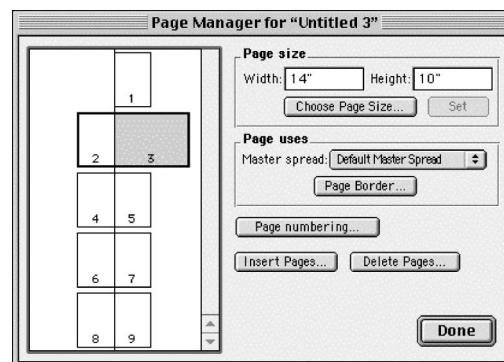 Page Manager for “Untitled 3”
1
2 3
4 5
6 7
8 9
Page size
Width: 14" Height: 10"
Choose Page Size... Set
Page uses
Master spread: Default Master Spread
Page Border...
Page numbering...
Insert Pages... Delete Pages...
Done